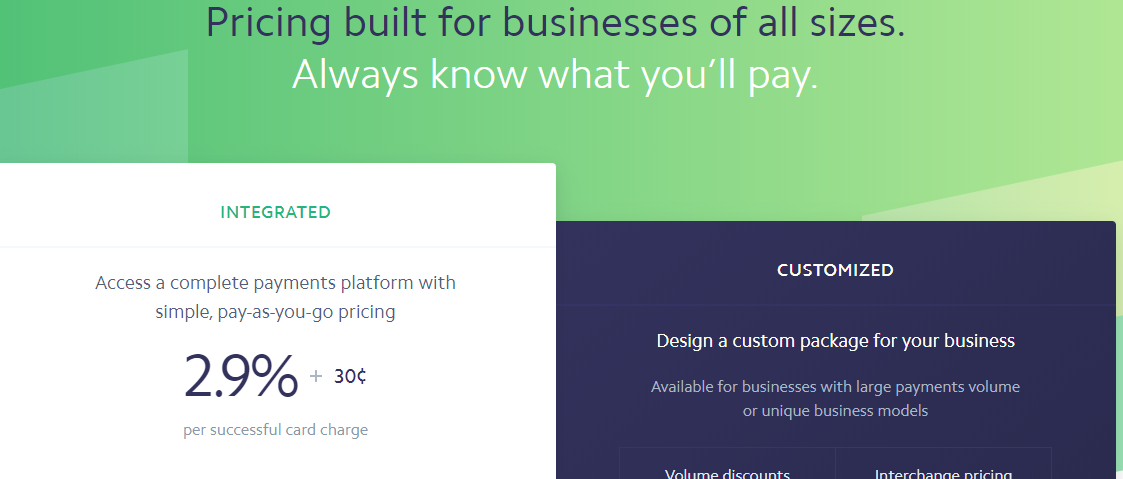 Pricing built for businesses of all sizes.
Always know what you’ll pay.
INTEGRATED
Access a complete payments platform with
simple, pay-as-you-go pricing
2.9% + 30¢
per successful card charge
CUSTOMIZED
Design a custom package for your business
Available for businesses with large payments volume
or unique business models
Volume discounts
Interchange pricing